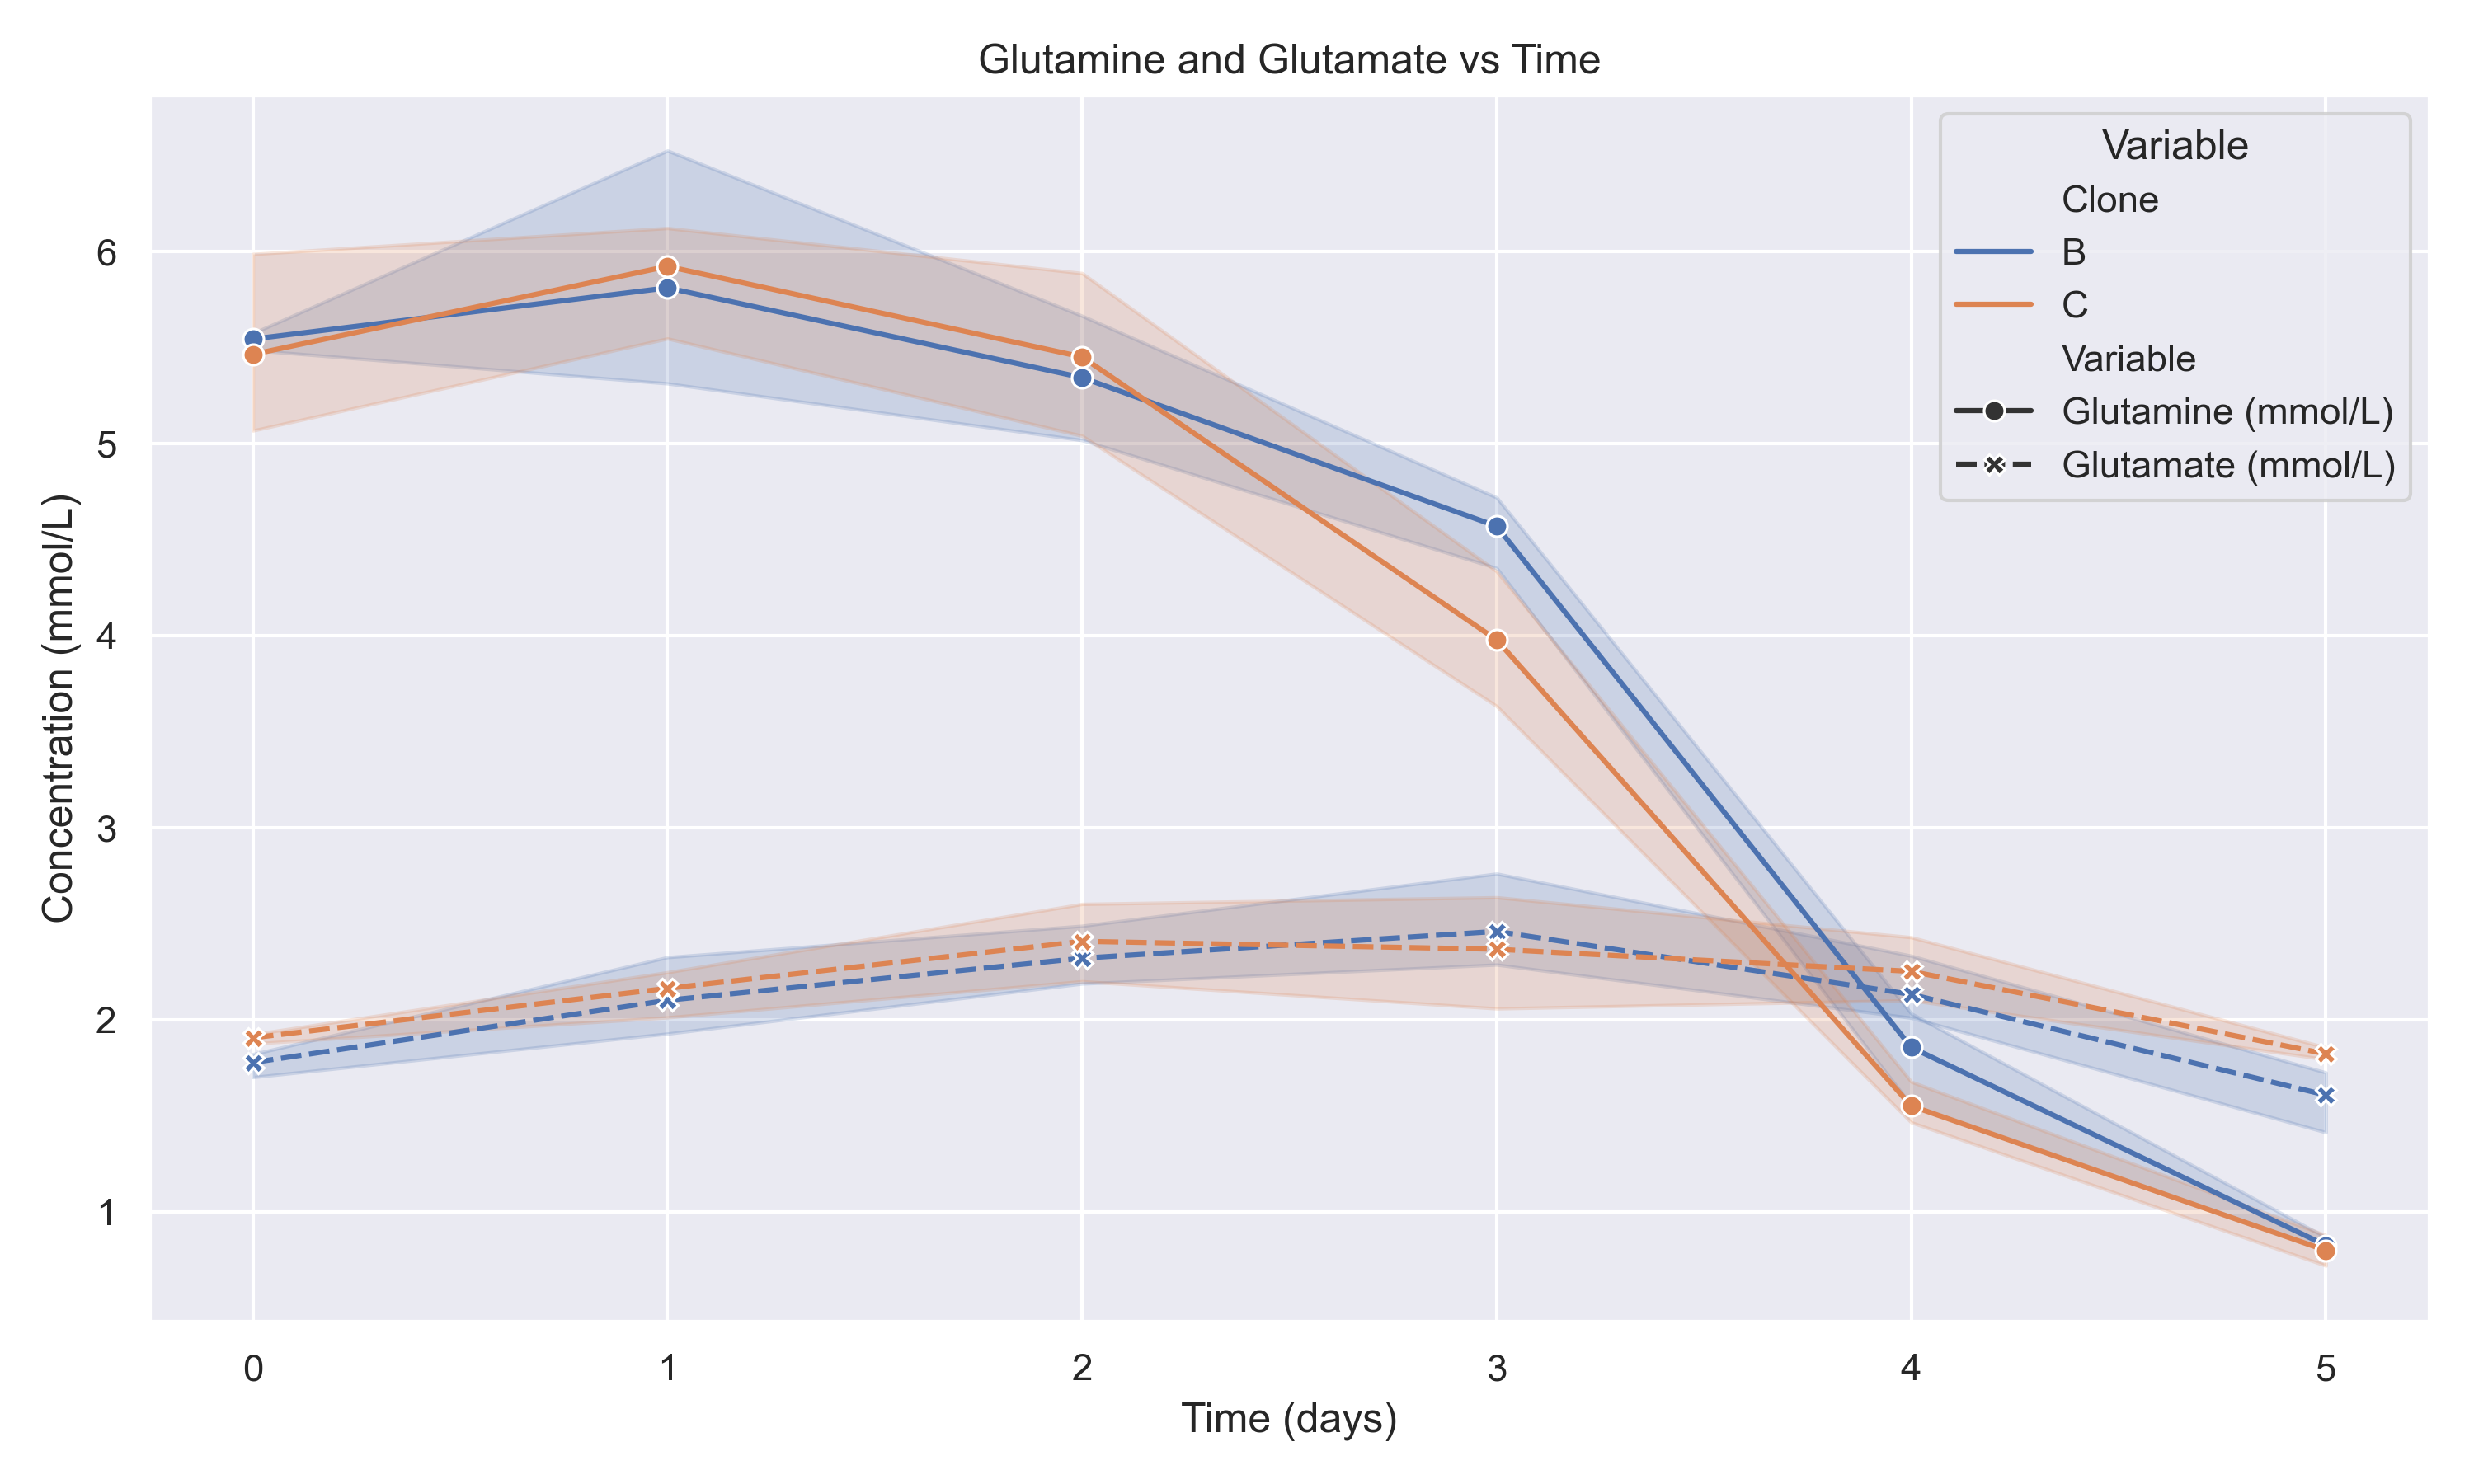 Glutamine and Glutamate vs Time
Variable
Clone
B
C
Variable
Glutamine (mmol/L)
Glutamate (mmol/L)
Concentration (mmol/L)
6
5
4
3
2
1
0 1 2 3 4 5
Time (days)